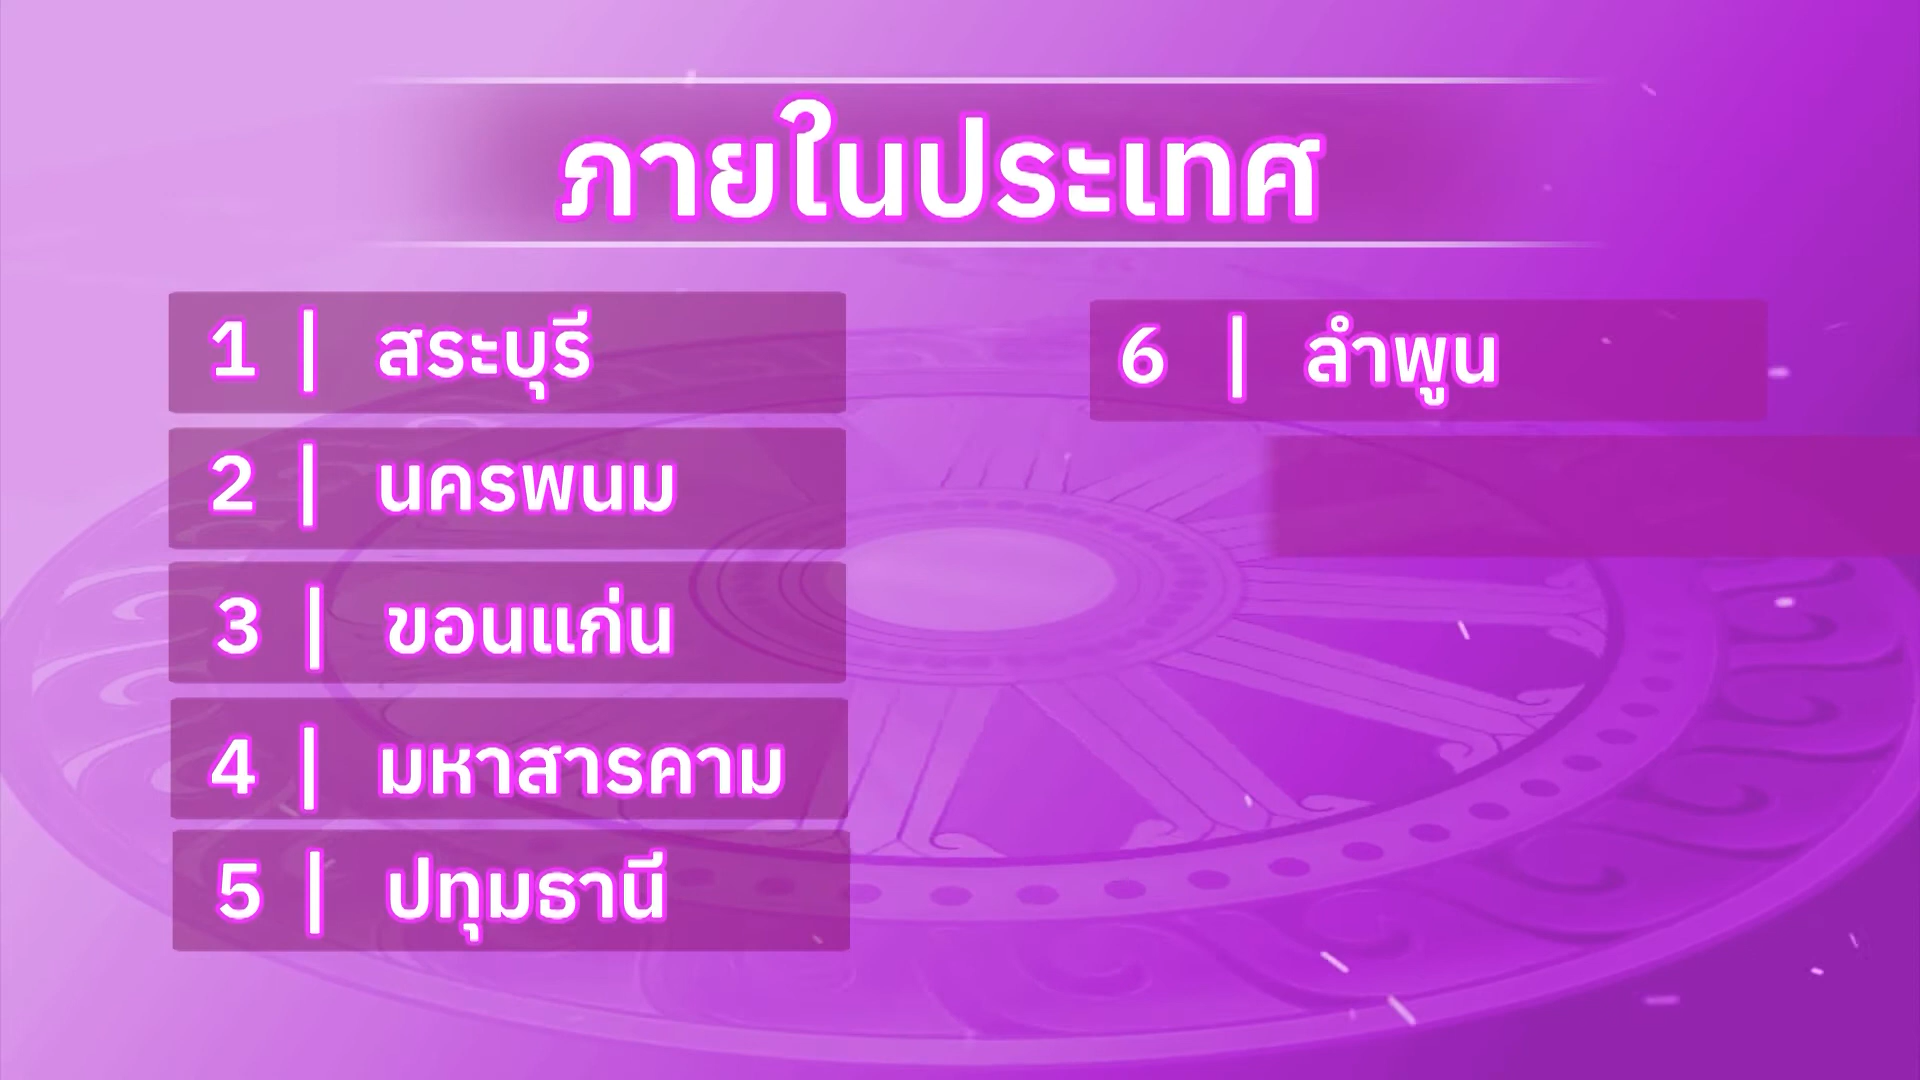 ภายในประเทศ
1 | สระบุรี
2 | นครพนม
3 | ขอนแก่น
4 | มหาสารคาม
5 | ปทุมธานี
6 | ลำพูน